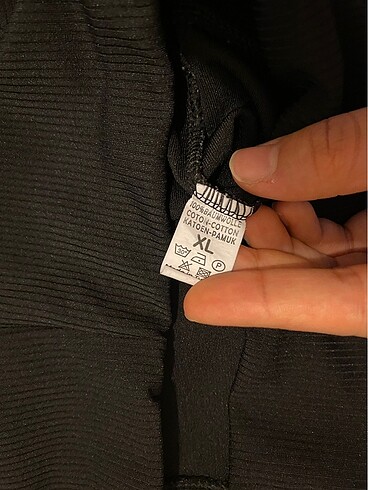 100%BAUMWOLLE
COTON-COTTON
KATOEN-PAMUK
XL
P